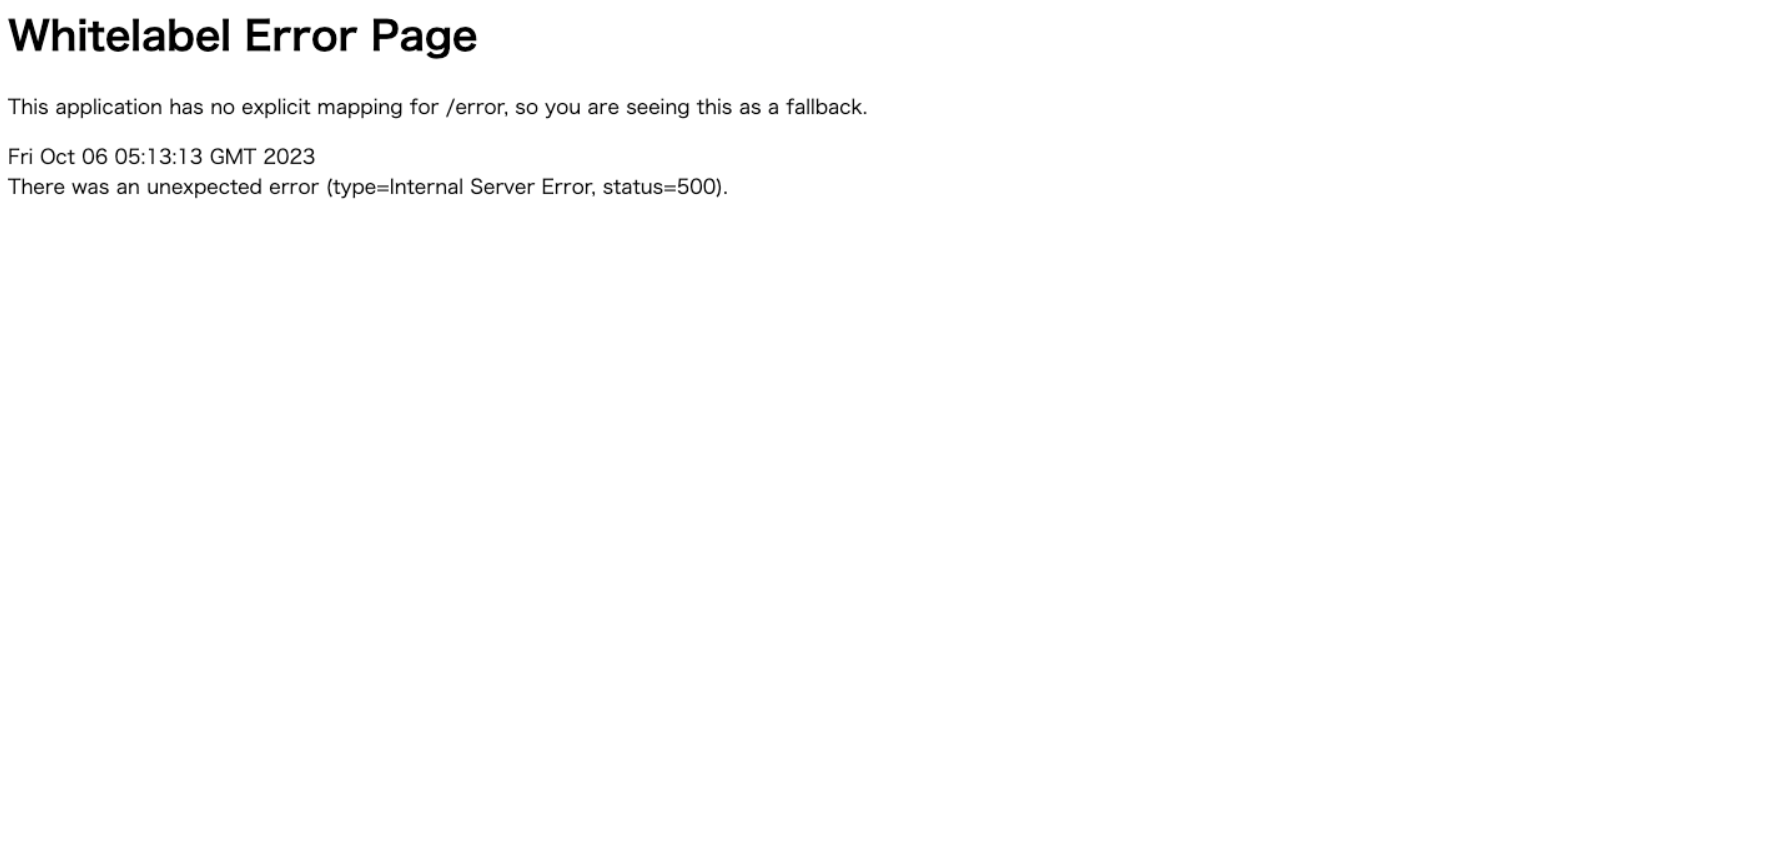 Whitelabel Error Page
This application has no explicit mapping for /error, so you are seeing this as a fallback.
Fri Oct 06 05:13:13 GMT 2023
There was an unexpected error (type=Internal Server Error, status=500).